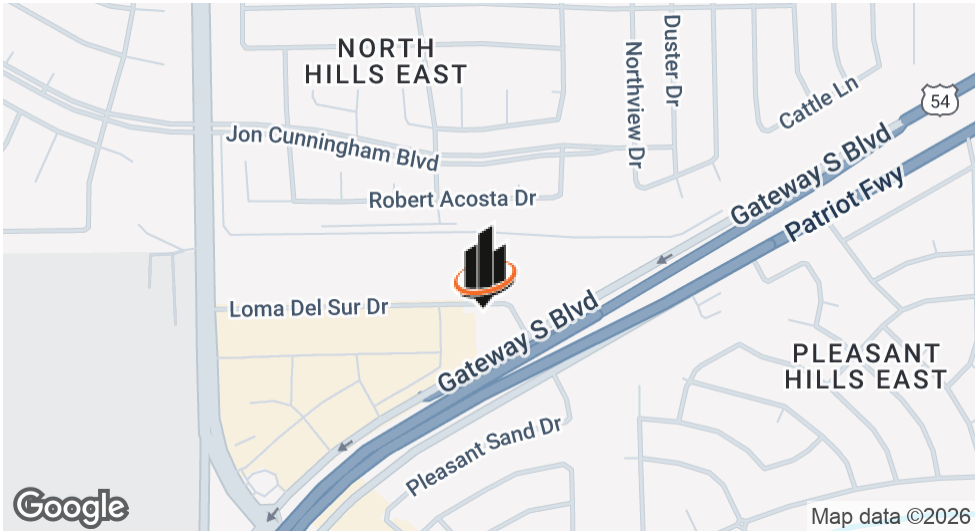 NORTH
HILLS EAST
Duster Dr
Northview Dr
Cattle Ln
54
Jon Cunningham Blvd
Gateway S Blvd
Robert Acosta Dr
Patriot Fwy
Loma Del Sur Dr
Gateway S Blvd
PLEASANT
HILLS EAST
Pleasant Sand Dr
Google
Map data ©2026